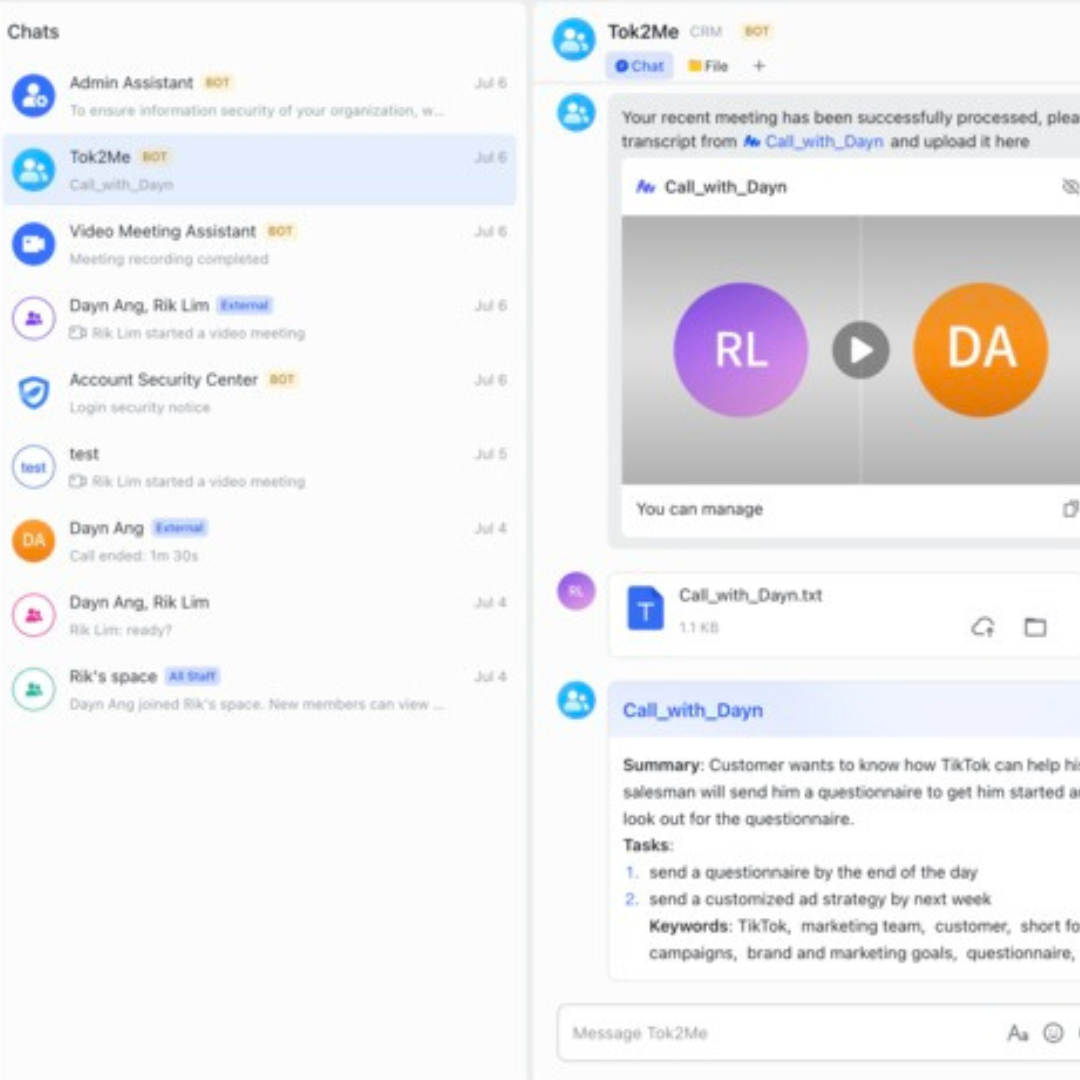 Chats
Admin Assistant BOT Jul 6
To ensure information security of your organization, w...
Tok2Me BOT Jul 6
Call_with_Dayn
Video Meeting Assistant BOT Jul 6
Meeting recording completed
Dayn Ang, Rik Lim External Jul 6
Rik Lim started a video meeting
Account Security Center BOT Jul 6
Login security notice
test
test Jul 5
Rik Lim started a video meeting
DA
Dayn Ang External Jul 4
Call ended: 1m 30s
Dayn Ang, Rik Lim Jul 4
Rik Lim: ready?
Rik's space All Staff Jul 4
Dayn Ang joined Rik's space. New members can view ...
Tok2Me CRM BOT
Chat File +
Your recent meeting has been successfully processed, plea
transcript from Call_with_Dayn and upload it here
Call_with_Dayn
RL DA
You can manage
RL
T
Call_with_Dayn.txt
1.1 KB
Call_with_Dayn
Summary: Customer wants to know how TikTok can help his
salesman will send him a questionnaire to get him started a
look out for the questionnaire.
Tasks:
1. send a questionnaire by the end of the day
2. send a customized ad strategy by next week
Keywords: TikTok, marketing team, customer, short fo
campaigns, brand and marketing goals, questionnaire,
Message Tok2Me Aa